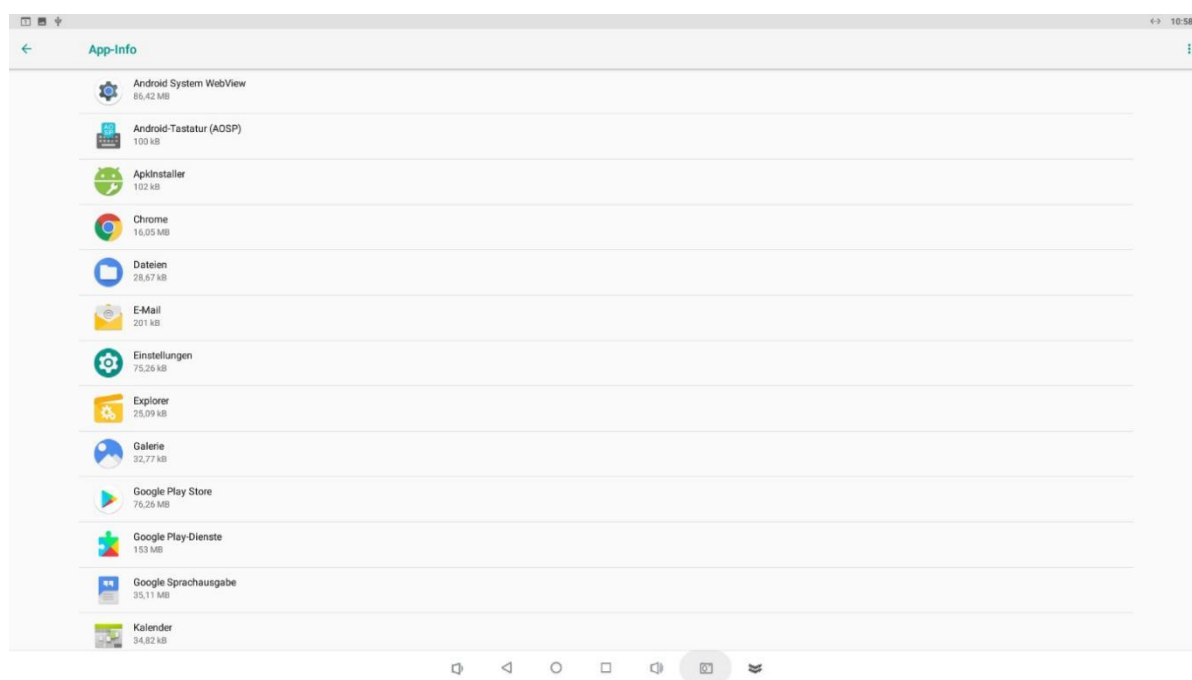 10:58
App-Info
Android System WebView
86,42 MB
Android-Tastatur (AOSP)
100 kB
ApkInstaller
102 kB
Chrome
16,05 MB
Dateien
28,67 kB
E-Mail
201 kB
Einstellungen
75,26 kB
Explorer
25,09 kB
Galerie
32,77 kB
Google Play Store
76,26 MB
Google Play-Dienste
153 MB
Google Sprachausgabe
35,11 MB
Kalender
34,82 kB